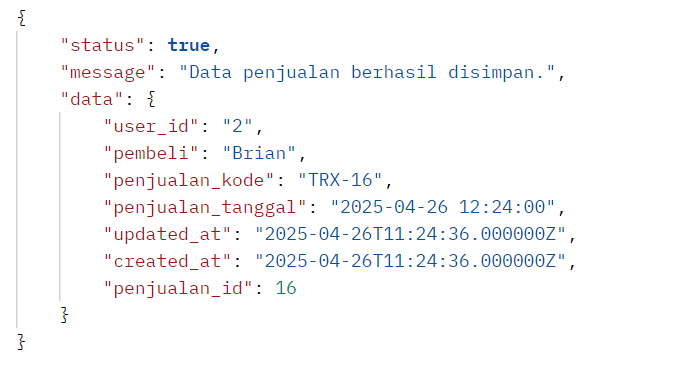 {
    "status": true,
    "message": "Data penjualan berhasil disimpan.",
    "data": {
        "user_id": "2",
        "pembeli": "Brian",
        "penjualan_kode": "TRX-16",
        "penjualan_tanggal": "2025-04-26 12:24:00",
        "updated_at": "2025-04-26T11:24:36.000000Z",
        "created_at": "2025-04-26T11:24:36.000000Z",
        "penjualan_id": 16
    }
}